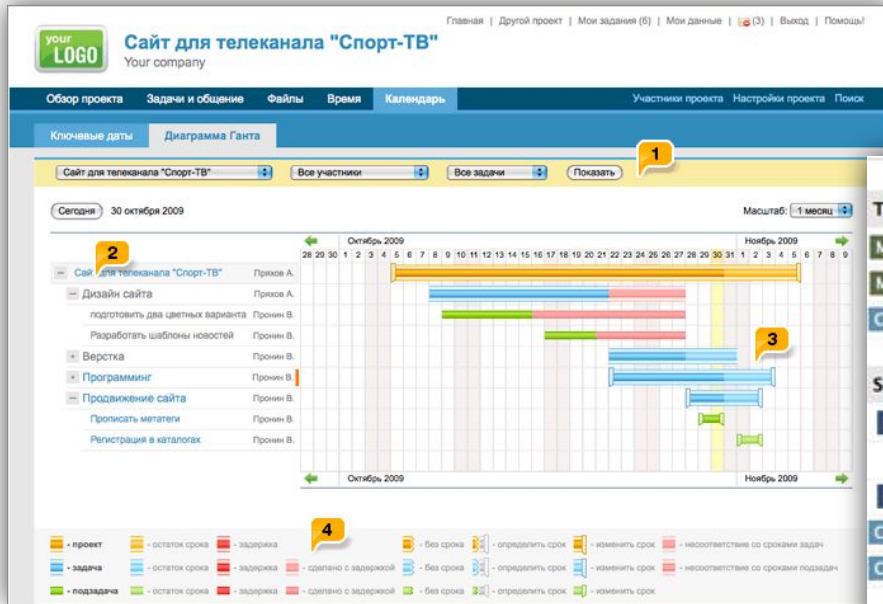 Главная | Другой проект | Мои задания (6) | Мои данные | (3) | Выход | Помощь!
your LOGO
Сайт для телеканала "Спорт-ТВ"
Your company
Обзор проекта Задачи и общение Файлы Время Календарь Участники проекта Настройки проекта Поиск
Ключевые даты Диаграмма Ганта
1
Сайт для телеканала "Спорт-ТВ" Все участники Все задачи Показать
Сегодня 30 октября 2009 Масштаб: 1 месяц
Октябрь 2009 Ноябрь 2009
28 29 30 1 2 3 4 5 6 7 8 9 10 11 12 13 14 15 16 17 18 19 20 21 22 23 24 25 26 27 28 29 30 31 1 2 3 4 5 6 7 8 9
2
Сайт для телеканала "Спорт-ТВ" Пряхов А.
Дизайн сайта Пряхов А.
подготовить два цветных варианта Пронин В.
Разработать шаблоны новостей Пронин В.
3
Верстка Пронин В.
Программинг Пронин В.
Продвижение сайта Пронин В.
Прописать метатеги Пронин В.
Регистрация в каталогах Пронин В.
Октябрь 2009 Ноябрь 2009
4
- проект - остаток срока - задержка - без срока - определить срок - изменить срок - несоответствие со сроками задач
- задача - остаток срока - задержка - сделано с задержкой - без срока - определить срок - изменить срок - несоответствие со сроками подзадач
- подзадача - остаток срока - задержка - сделано с задержкой - без срока - определить срок - изменить срок